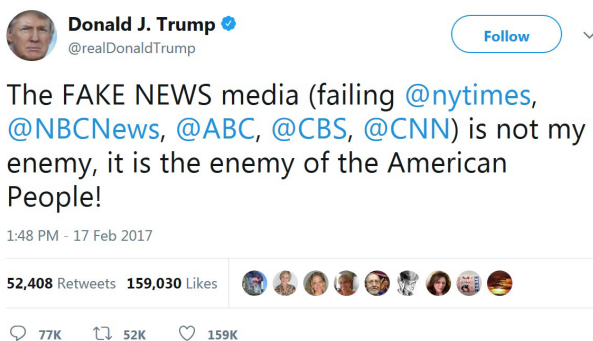 Donald J. Trump
@realDonaldTrump
Follow
The FAKE NEWS media (failing @nytimes,
@NBCNews, @ABC, @CBS, @CNN) is not my
enemy, it is the enemy of the American
People!
1:48 PM - 17 Feb 2017
52,408 Retweets 159,030 Likes
77K 52K 159K